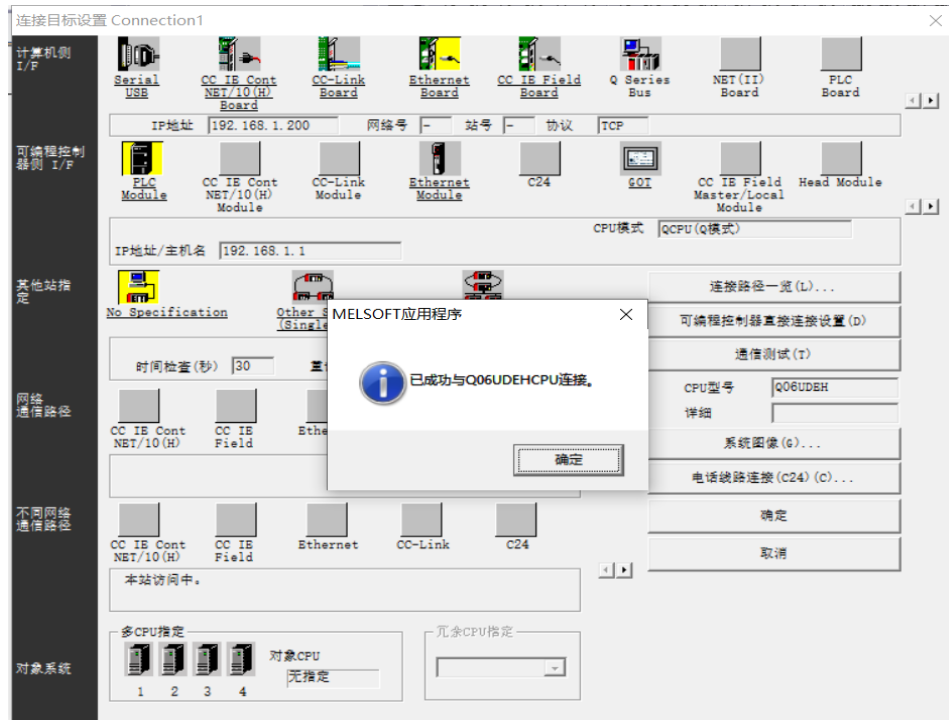 连接目标设置 Connection1
计算机侧
I/F
Serial
USB
CC IE Cont
NET/10(H)
Board
CC-Link
Board
Ethernet
Board
CC IE Field
Board
Q Series
Bus
NET(II)
Board
PLC
Board
IP地址 192.168.1.200 网络号 - 站号 - 协议 TCP
可编程控制
器侧 I/F
PLC
Module
CC IE Cont
NET/10(H)
Module
CC-Link
Module
Ethernet
Module
C24
GOT
CC IE Field
Master/Local
Module
Head Module
CPU模式 QCPU(Q模式)
IP地址/主机名 192.168.1.1
其他站指
定
No Specification
Other
(Single
连接路径一览(L)...
可编程控制器直接连接设置(D)
通信测试(T)
CPU型号 Q06UDEH
详细
系统图像(G)...
电话线路连接(C24)(C)...
确定
取消
MELSOFT应用程序
已成功与Q06UDEHCPU连接。
确定
时间检查(秒) 30
网络
通信路径
CC IE Cont
NET/10(H)
CC IE
Field
Ethe
不同网络
通信路径
CC IE Cont
NET/10(H)
CC IE
Field
Ethernet
CC-Link
C24
本站访问中。
对象系统
多CPU指定
1 2 3 4
对象CPU
无指定
冗余CPU指定